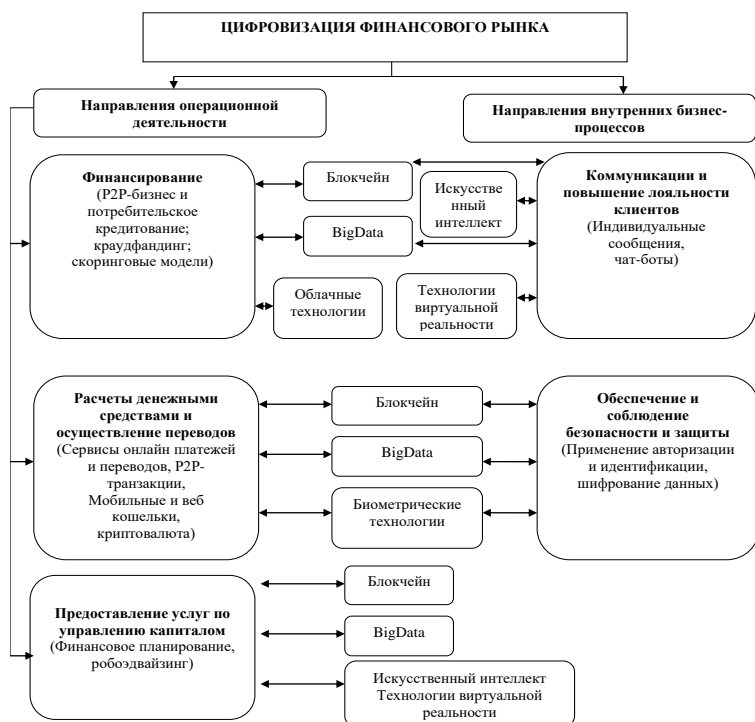 ЦИФРОВИЗАЦИЯ ФИНАНСОВОГО РЫНКА
Направления операционной
деятельности
Направления внутренних бизнес-
процессов
Финансирование
(P2P-бизнес и
потребительское
кредитование;
краудфандинг;
скоринговые модели)
Блокчейн
BigData
Облачные
технологии
Искусстве
нный
интеллект
Технологии
виртуальной
реальности
Коммуникации и
повышение лояльности
клиентов
(Индивидуальные
сообщения,
чат-боты)
Расчеты денежными
средствами и
осуществление переводов
(Сервисы онлайн платежей
и переводов, P2P-
транзакции,
Мобильные и веб
кошельки,
криптовалюта)
Блокчейн
BigData
Биометрические
технологии
Обеспечение и
соблюдение
безопасности и защиты
(Применение авторизации
и идентификации,
шифрование данных)
Предоставление услуг по
управлению капиталом
(Финансовое планирование,
робоэдвайзинг)
Блокчейн
BigData
Искусственный интеллект
Технологии виртуальной
реальности